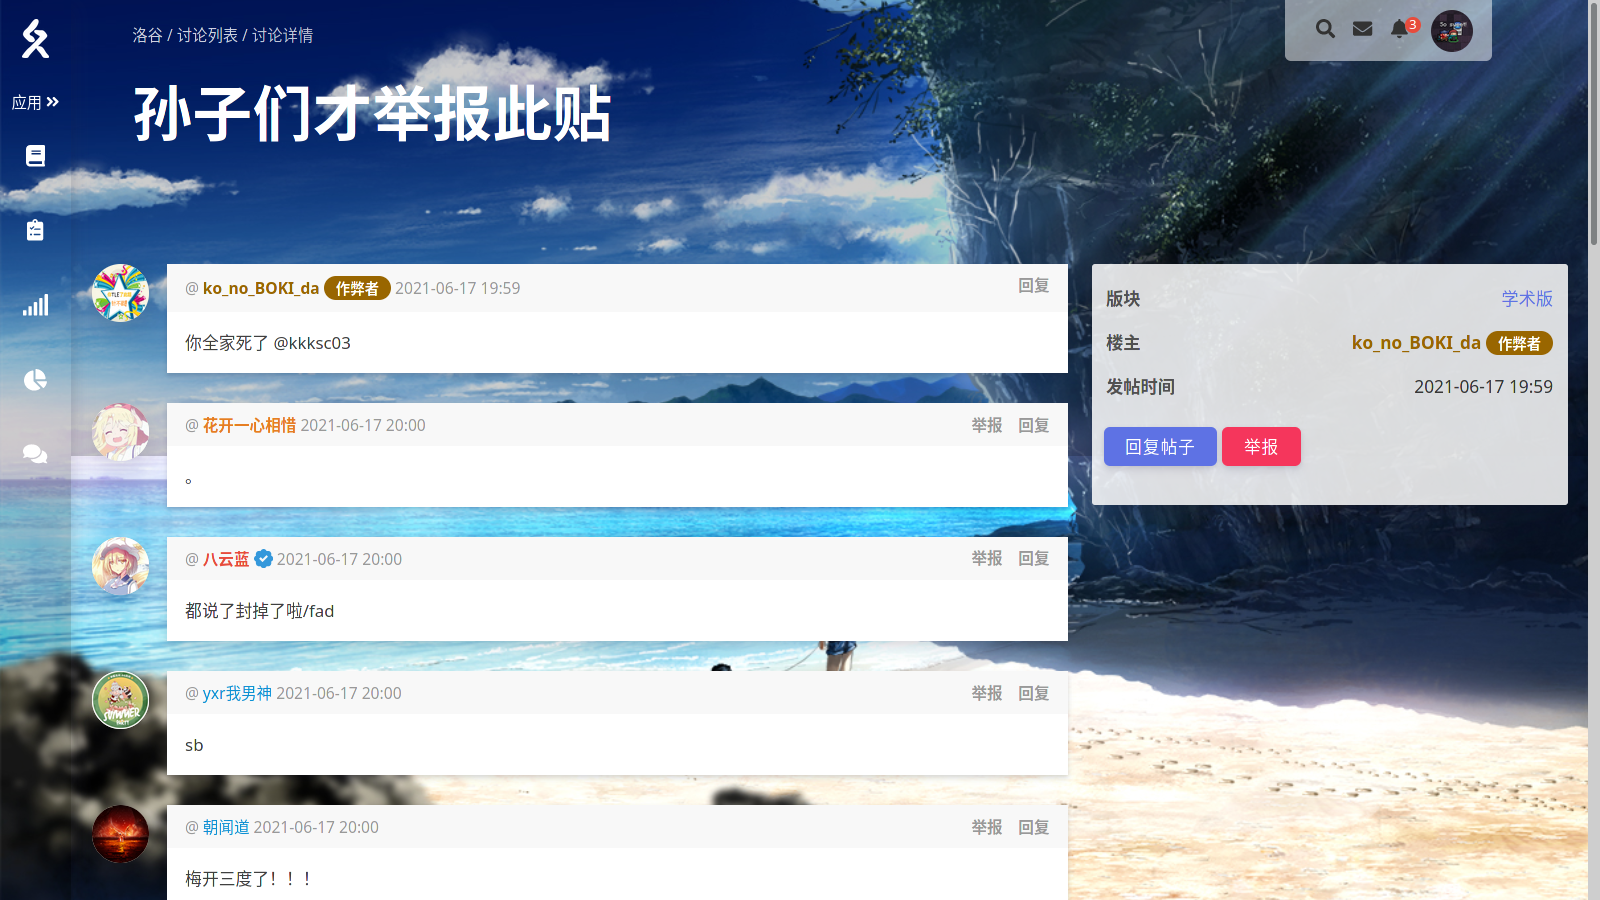 洛谷 / 讨论列表 / 讨论详情
3
应用
孙子们才举报此贴
@ ko_no_BOKI_da 作弊者 2021-06-17 19:59 回复
你全家死了 @kkksc03
@ 花开一心相惜 2021-06-17 20:00 举报 回复
。
@ 八云蓝 2021-06-17 20:00 举报 回复
都说了封掉了啦/fad
@ yxr我男神 2021-06-17 20:00 举报 回复
sb
@ 朝闻道 2021-06-17 20:00 举报 回复
梅开三度了！！！
版块 学术版
楼主 ko_no_BOKI_da 作弊者
发帖时间 2021-06-17 19:59
回复帖子 举报